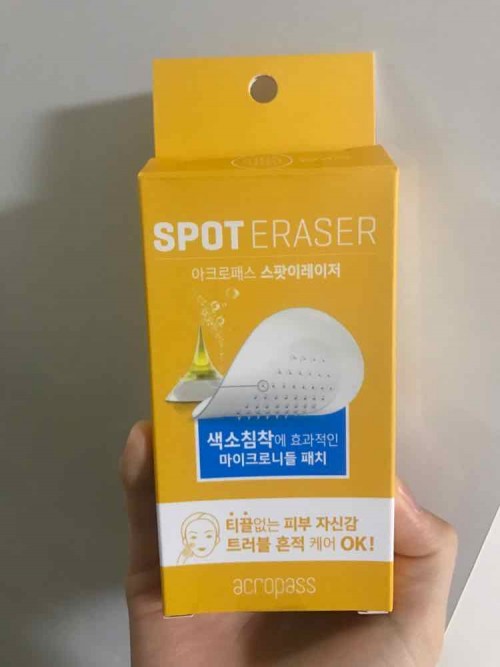 SPOT ERASER
아크로패스 스팟이레이저
색소침착에 효과적인
마이크로니들 패치
티끌없는 피부 자신감
트러블 흔적 케어 OK!
acropass